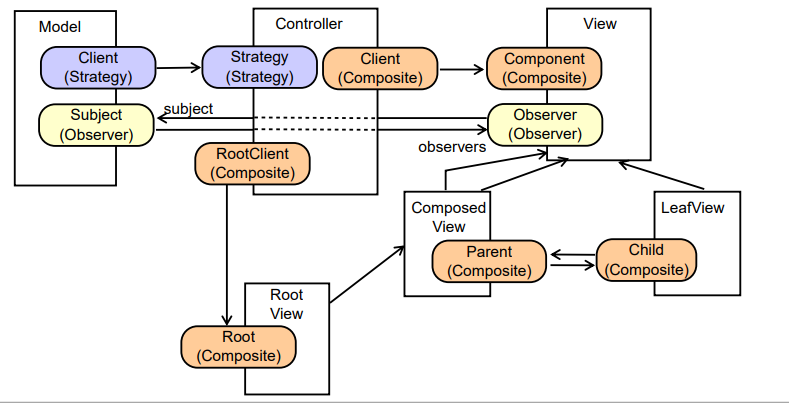 Model
Controller
View
Client
(Strategy)
Strategy
(Strategy)
Client
(Composite)
Component
(Composite)
Subject
(Observer)
subject
Observer
(Observer)
observers
RootClient
(Composite)
Composed
View
LeafView
Parent
(Composite)
Child
(Composite)
Root
View
Root
(Composite)